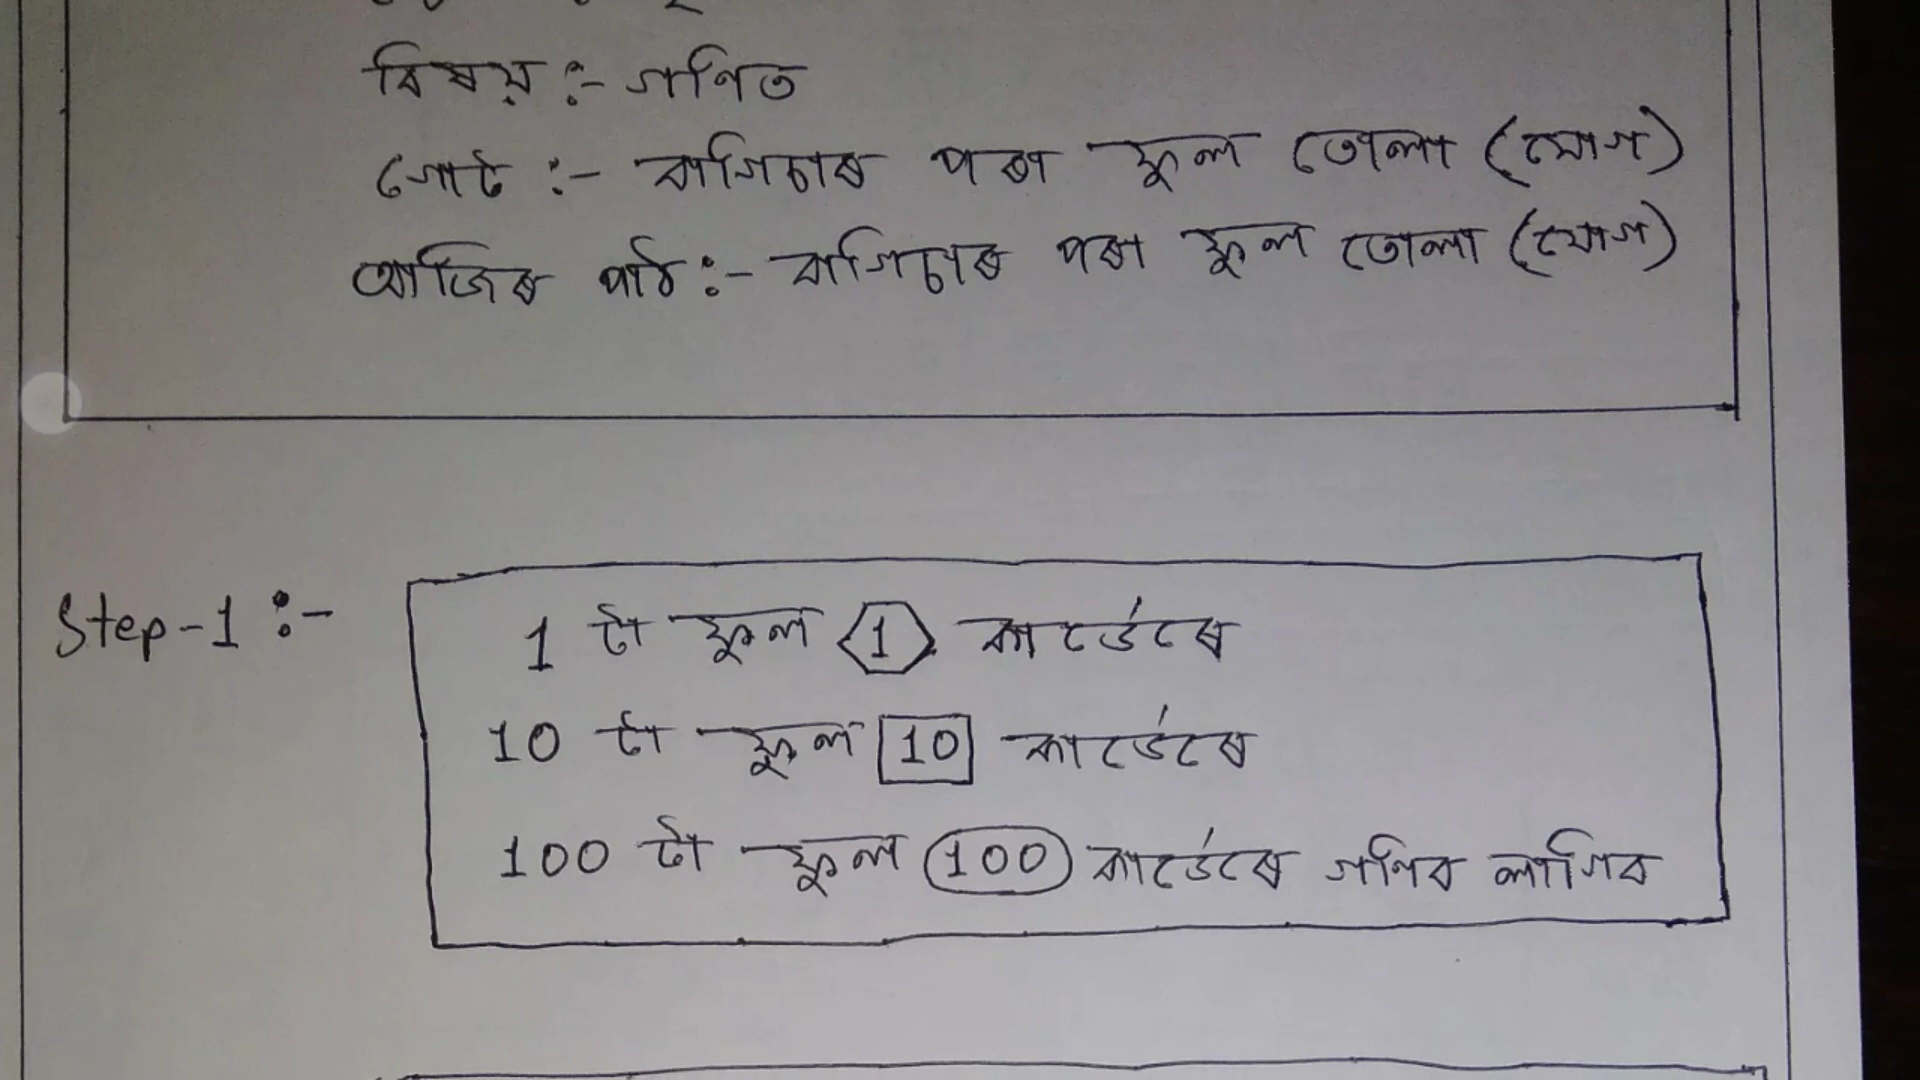 বিষয় :- গণিত
গোট :- বাগিচাৰ পৰা ফুল তোলা (যোগ)
আজিৰ পাঠ :- বাগিচাৰ পৰা ফুল তোলা (যোগ)
Step-1 :-
1 টা ফুল 1 কাৰ্ডেৰে
10 টা ফুল 10 কাৰ্ডেৰে
100 টা ফুল 100 কাৰ্ডেৰে গণিব লাগিব